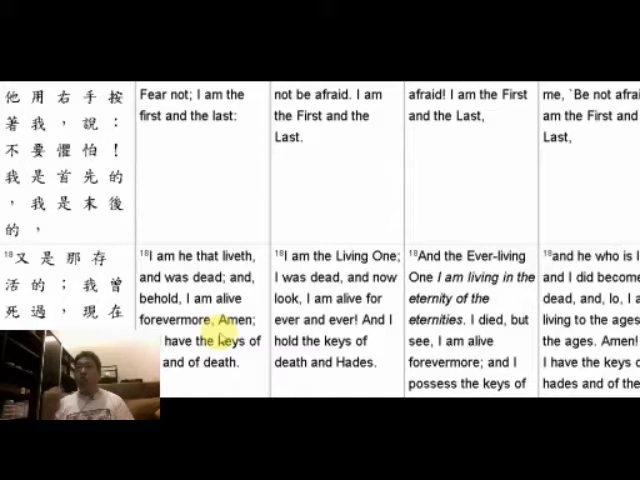 他用右手按
著我，說：
不要懼怕！
我是首先的
，我是末後
的，
Fear not; I am the
first and the last:
not be afraid. I am
the First and the
Last.
afraid! I am the First
and the Last,
me, `Be not afrai
am the First and
Last,
18又是那存
活的；我曾
死過，現在
18I am he that liveth,
and was dead; and,
behold, I am alive
forevermore, Amen;
have the keys of
and of death.
18I am the Living One;
I was dead, and now
look, I am alive for
ever and ever! And I
hold the keys of
death and Hades.
18And the Ever-living
One I am living in the
eternity of the
eternities. I died, but
see, I am alive
forevermore; and I
possess the keys of
18and he who is l
and I did become
dead, and, lo, I a
living to the ages
the ages. Amen!
I have the keys o
hades and of the